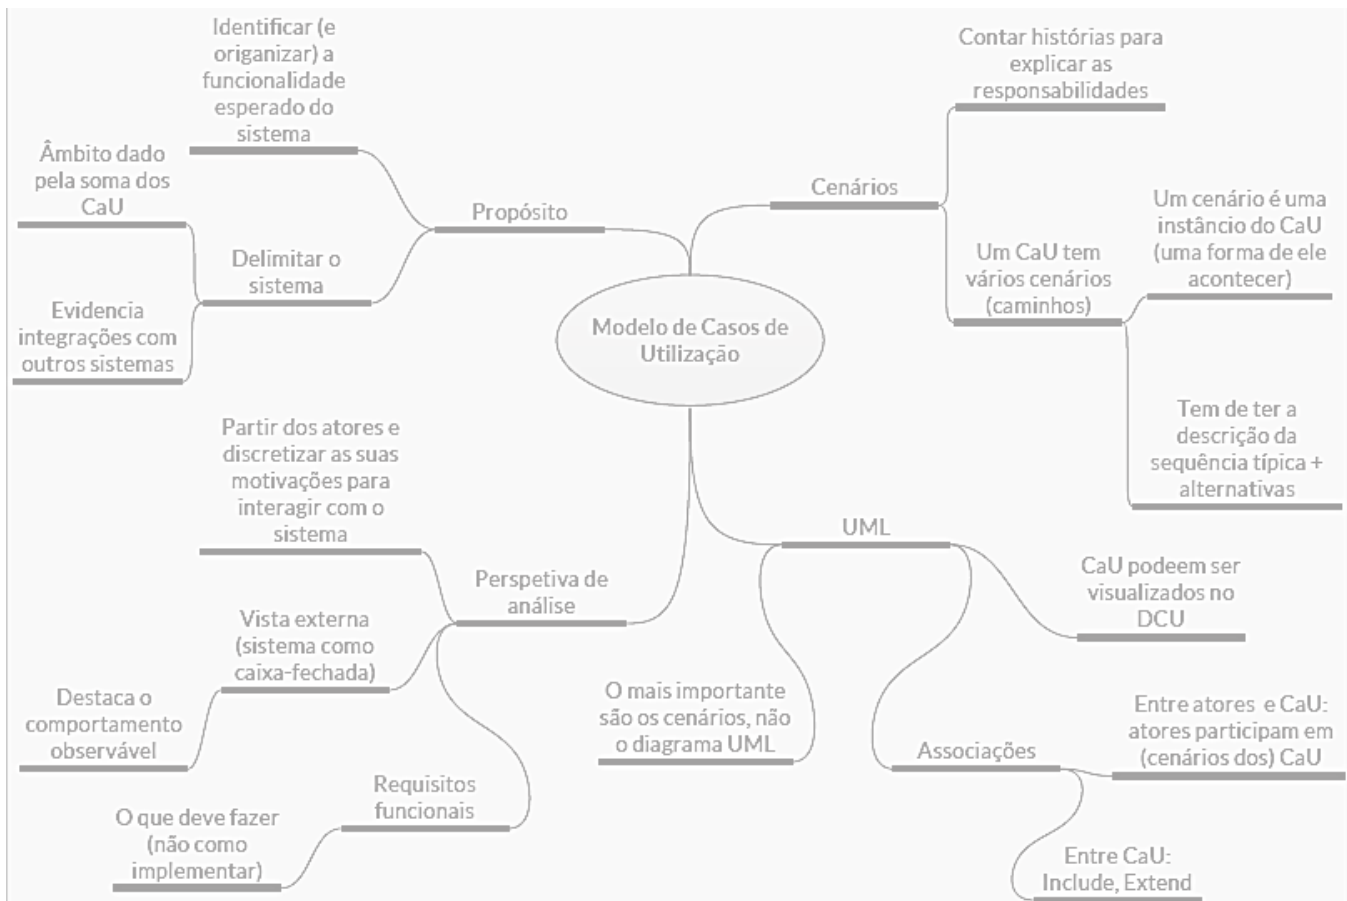 Identificar (e
origanizar) a
funcionalidade
esperado do
sistema
Âmbito dado
pela soma dos
CaU
Propósito
Delimitar o
sistema
Evidencia
integrações com
outros sistemas
Contar histórias para
explicar as
responsabilidades
Cenários
Um CaU tem
vários cenários
(caminhos)
Um cenário é uma
instâncio do CaU
(uma forma de ele
acontecer)
Tem de ter a
descrição da
sequência típica +
alternativas
Modelo de Casos de
Utilização
Partir dos atores e
discretizar as suas
motivações para
interagir com o
sistema
Perspetiva de
análise
Vista externa
(sistema como
caixa-fechada)
Destaca o
comportamento
observável
Requisitos
funcionais
O que deve fazer
(não como
implementar)
UML
O mais importante
são os cenários, não
o diagrama UML
CaU podeem ser
visualizados no
DCU
Associações
Entre atores e CaU:
atores participam em
(cenários dos) CaU
Entre CaU:
Include, Extend